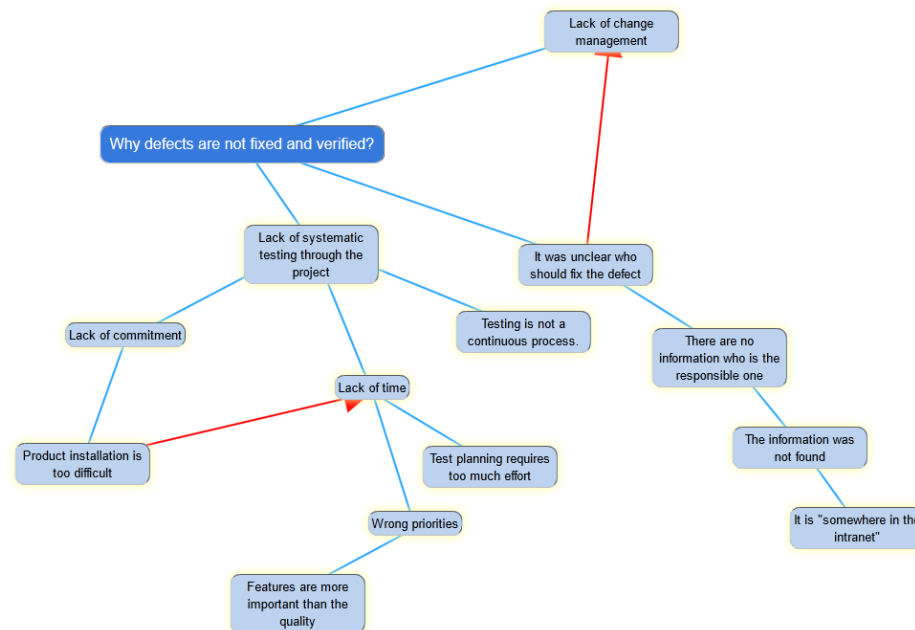 Lack of change
management
Why defects are not fixed and verified?
Lack of systematic
testing through the
project
It was unclear who
should fix the defect
Lack of commitment
Testing is not a
continuous process.
There are no
information who is the
responsible one
Lack of time
Product installation is
too difficult
Test planning requires
too much effort
The information was
not found
Wrong priorities
It is "somewhere in the
intranet"
Features are more
important than the
quality